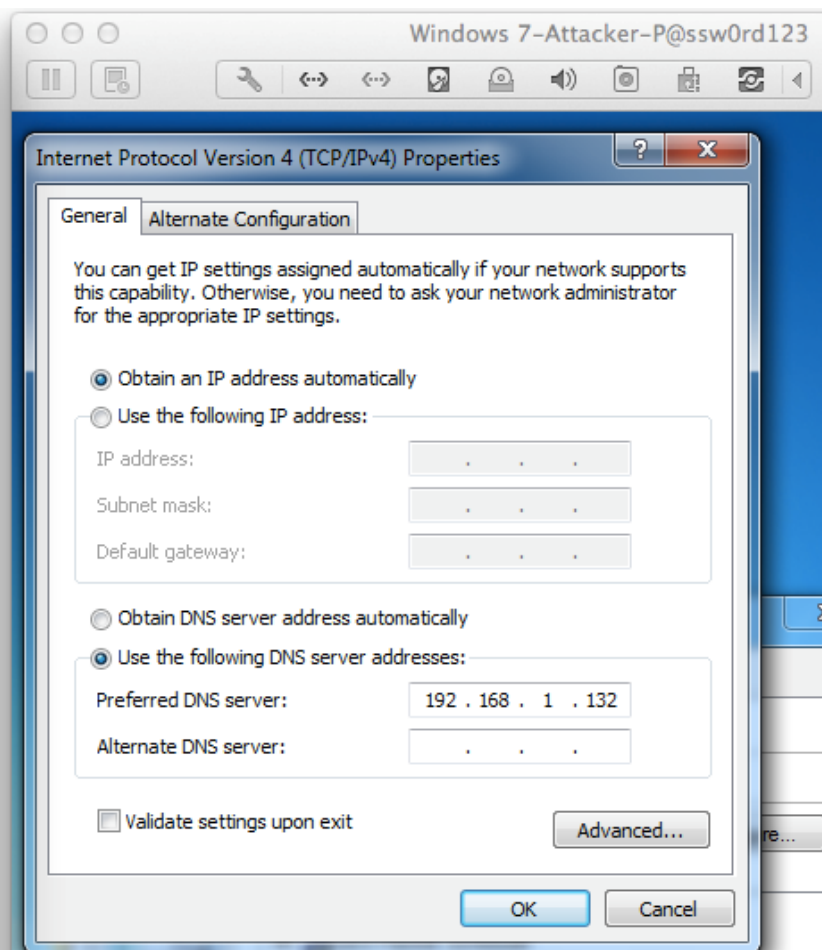 Windows 7-Attacker-P@ssw0rd123
Internet Protocol Version 4 (TCP/IPv4) Properties
?
X
General
Alternate Configuration
You can get IP settings assigned automatically if your network supports
this capability. Otherwise, you need to ask your network administrator
for the appropriate IP settings.
Obtain an IP address automatically
Use the following IP address:
IP address: . . .
Subnet mask: . . .
Default gateway: . . .
Obtain DNS server address automatically
Use the following DNS server addresses:
Preferred DNS server: 192 . 168 . 1 . 132
Alternate DNS server: . . .
Validate settings upon exit
Advanced...
re...
OK
Cancel